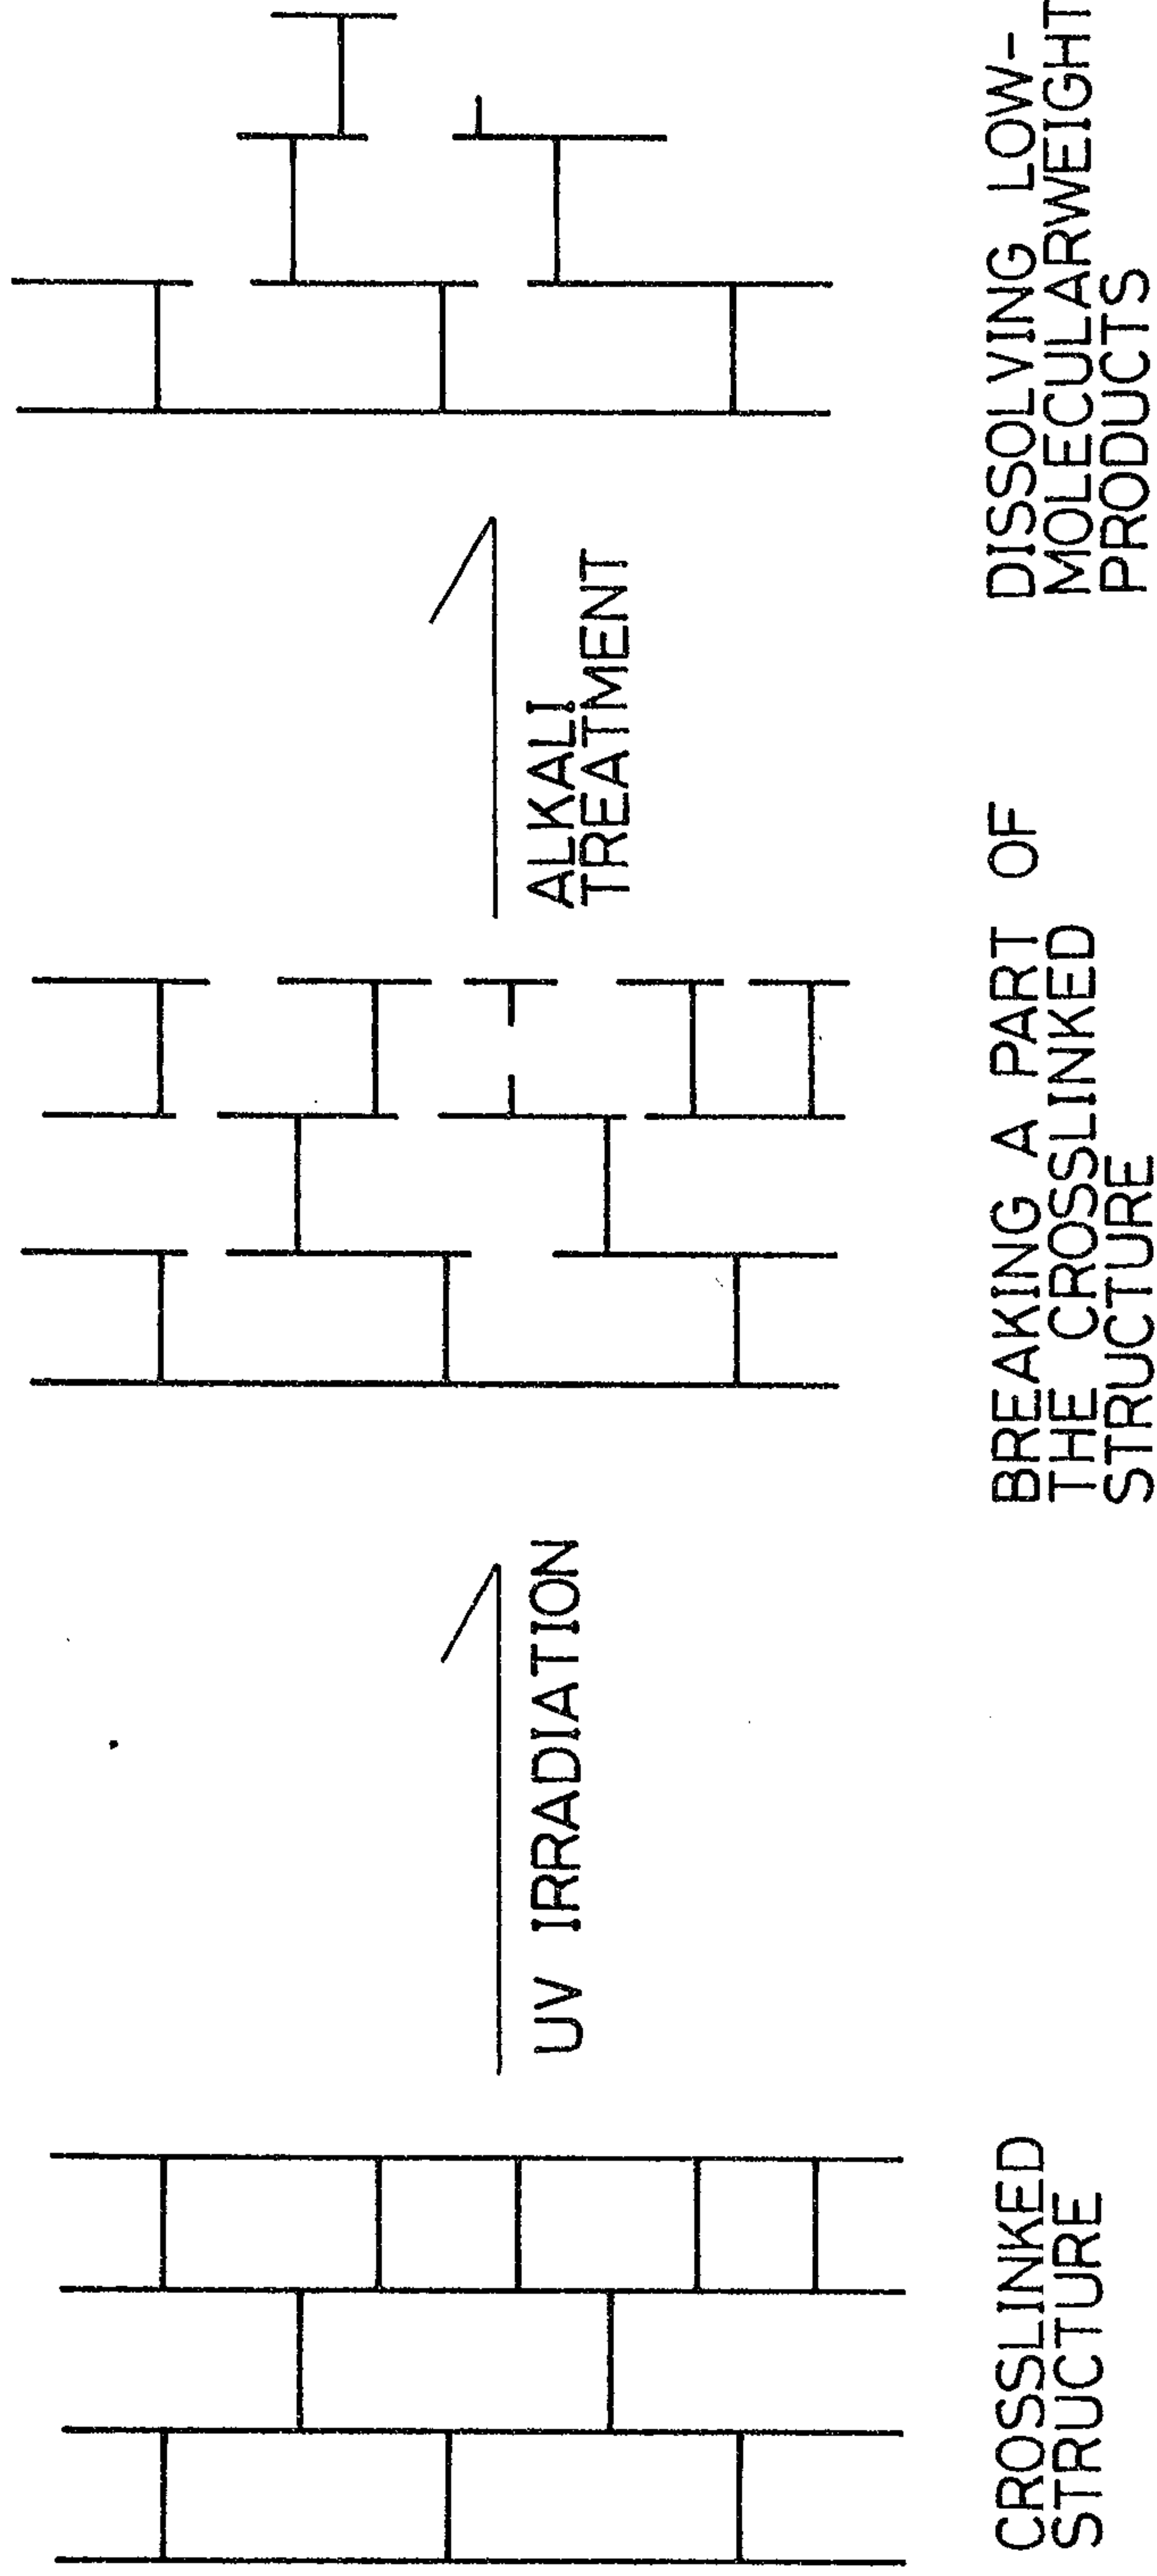 CROSSLINKED
STRUCTURE
UV IRRADIATION
BREAKING A PART OF
THE CROSSLINKED
STRUCTURE
ALKALI
TREATMENT
DISSOLVING LOW-
MOLECULARWEIGHT
PRODUCTS